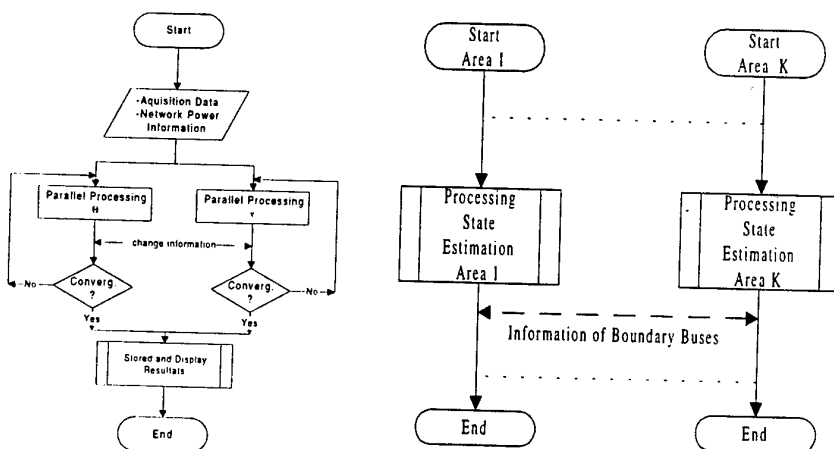 Start
-Aquisition Data
-Network Power
Information
Parallel Processing
H
Parallel Processing
Y
change information
Converg.
?
Converg.
?
No
No
Yes
Yes
Stored and Display
Resultals
End
Start
Area I
Start
Area K
Processing
State
Estimation
Area I
Processing
State
Estimation
Area K
Information of Boundary Buses
End
End